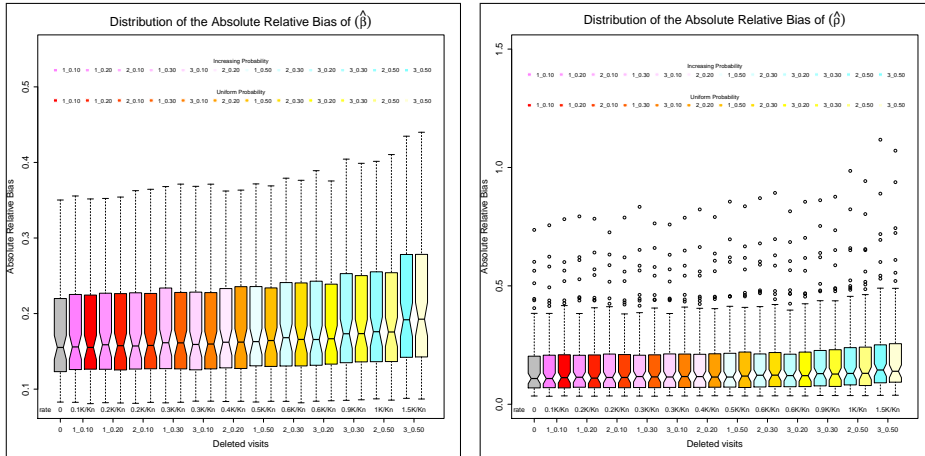 Distribution of the Absolute Relative Bias of (β̂)
Increasing Probability
1_0.10 1_0.20 2_0.10 2_0.10 1_0.30 3_0.10 2_0.20 1_0.50 2_0.30 3_0.20 3_0.30 2_0.50 3_0.50
Uniform Probability
1_0.10 1_0.20 2_0.10 1_0.30 3_0.10 2_0.20 1_0.50 2_0.30 3_0.20 3_0.30 2_0.50 3_0.50
Absolute Relative Bias
0.5
0.4
0.3
0.2
0.1
rate 0 0.1K/Kn 0.2K/Kn 0.2K/Kn 0.3K/Kn 0.3K/Kn 0.4K/Kn 0.5K/Kn 0.6K/Kn 0.6K/Kn 0.9K/Kn 1K/Kn 1.5K/Kn
0 1_0.10 1_0.20 2_0.10 1_0.30 3_0.10 2_0.20 1_0.50 2_0.30 3_0.20 3_0.30 2_0.50 3_0.50
Deleted visits
Distribution of the Absolute Relative Bias of (ρ̂)
Increasing Probability
1_0.10 1_0.20 2_0.10 1_0.30 3_0.10 2_0.20 1_0.50 2_0.30 3_0.20 3_0.30 2_0.50 3_0.50
Uniform Probability
1_0.10 1_0.20 2_0.10 1_0.30 3_0.10 2_0.20 1_0.50 2_0.30 3_0.20 3_0.30 2_0.50 3_0.50
Absolute Relative Bias
1.5
1.0
0.5
0.0
rate 0 0.1K/Kn 0.2K/Kn 0.2K/Kn 0.3K/Kn 0.3K/Kn 0.4K/Kn 0.5K/Kn 0.6K/Kn 0.6K/Kn 0.9K/Kn 1K/Kn 1.5K/Kn
0 1_0.10 1_0.20 2_0.10 1_0.30 3_0.10 2_0.20 1_0.50 2_0.30 3_0.20 3_0.30 2_0.50 3_0.50
Deleted visits